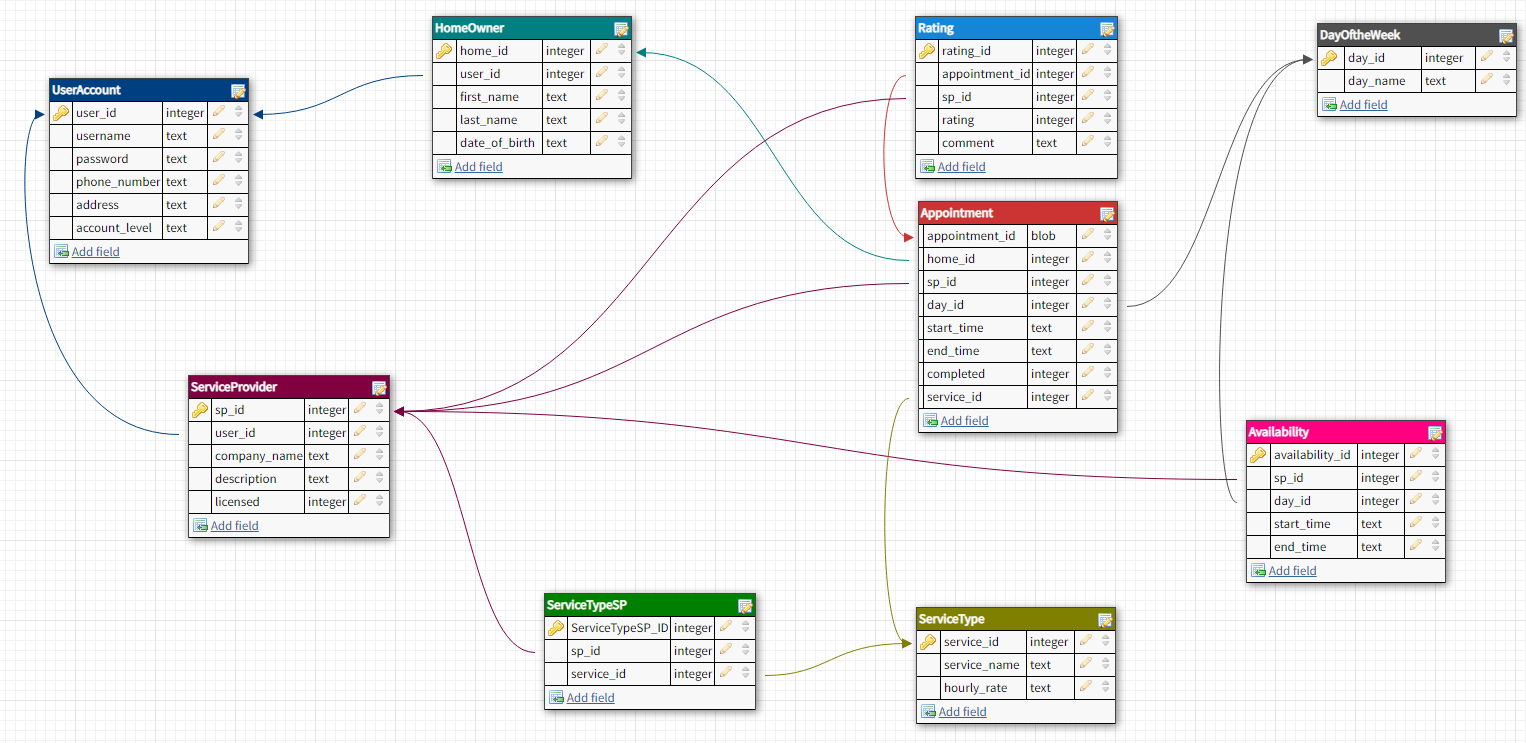 UserAccount
user_id integer
username text
password text
phone_number text
address text
account_level text
Add field
HomeOwner
home_id integer
user_id integer
first_name text
last_name text
date_of_birth text
Add field
Rating
rating_id integer
appointment_id integer
sp_id integer
rating integer
comment text
Add field
DayOftheWeek
day_id integer
day_name text
Add field
Appointment
appointment_id blob
home_id integer
sp_id integer
day_id integer
start_time text
end_time text
completed integer
service_id integer
Add field
ServiceProvider
sp_id integer
user_id integer
company_name text
description text
licensed integer
Add field
Availability
availability_id integer
sp_id integer
day_id integer
start_time text
end_time text
Add field
ServiceTypeSP
ServiceTypeSP_ID integer
sp_id integer
service_id integer
Add field
ServiceType
service_id integer
service_name text
hourly_rate text
Add field